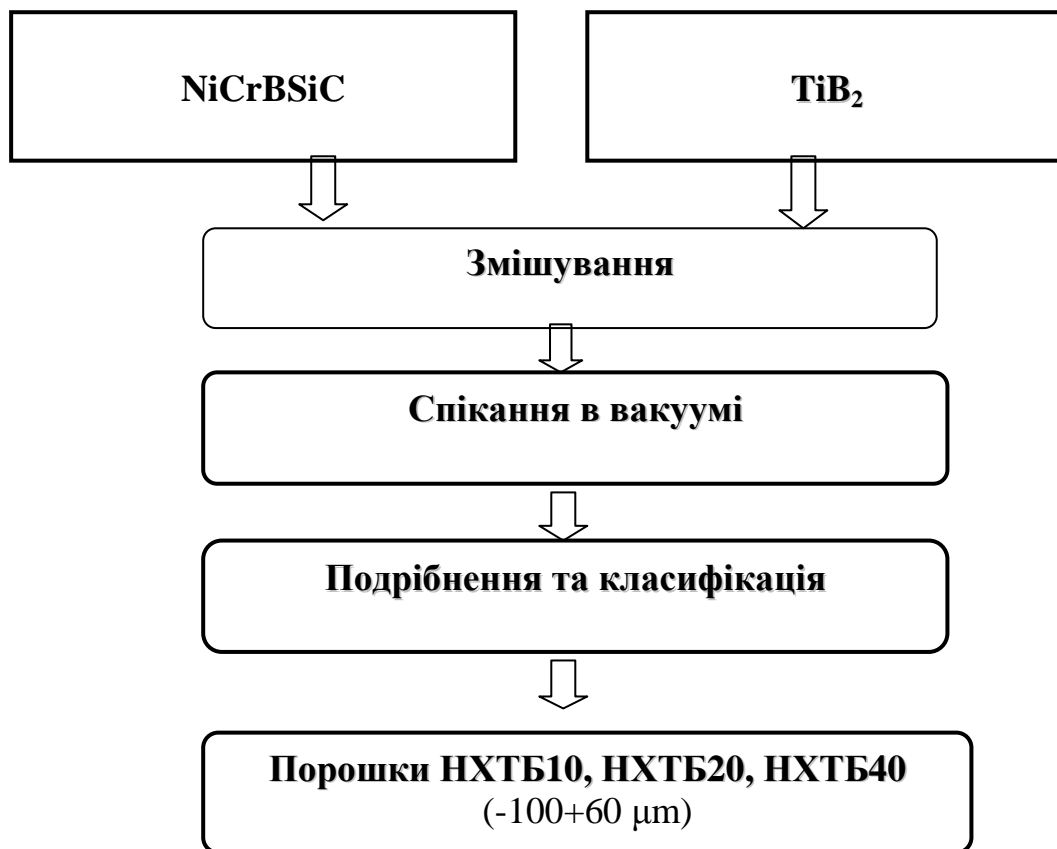 NiCrBSiC
TiB₂
Змішування
Спікання в вакуумі
Подрібнення та класифікація
Порошки НХТБ10, НХТБ20, НХТБ40
(-100+60 μm)